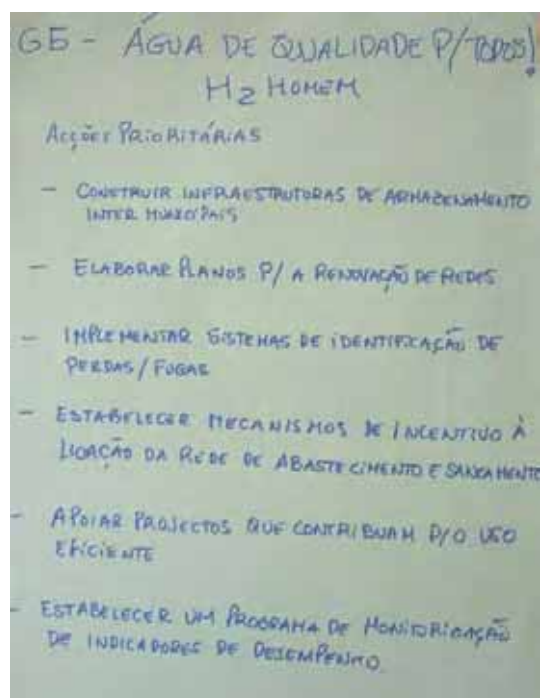 G5 - ÁGUA DE QUALIDADE P/TODOS!
H2 HOMEM
Acções PRIORITÁRIAS
- CONSTRUIR INFRAESTRUTURAS DE ARMAZENAMENTO
INTER MUNICIPAIS
- ELABORAR PLANOS P/ A RENOVAÇÃO DE REDES
- IMPLEMENTAR SISTEMAS DE IDENTIFICAÇÃO DE
PERDAS / FUGAS
- ESTABELECER MECANISMOS DE INCENTIVO À
LIGAÇÃO DA REDE DE ABASTECIMENTO E SANEAMENTO
- APOIAR PROJECTOS QUE CONTRIBUAM P/O USO
EFICIENTE
- ESTABELECER UM PROGRAMA DE MONITORIZAÇÃO
DE INDICADORES DE DESEMPENHO